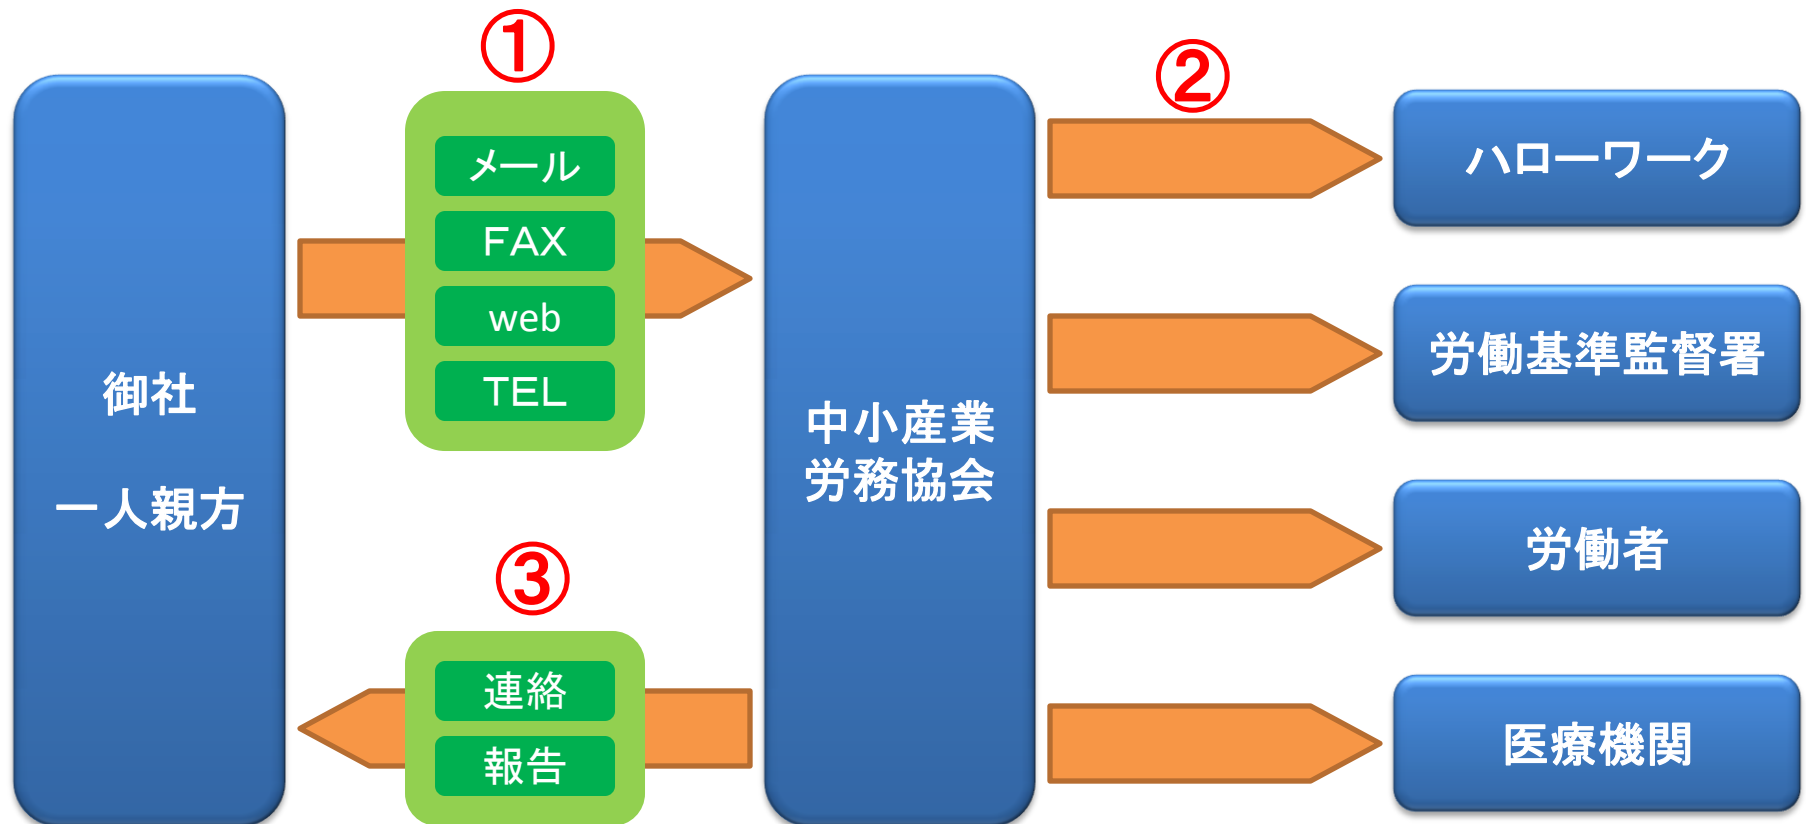 ①
②
メール
FAX
web
TEL
御社
一人親方
中小産業
労務協会
③
連絡
報告
ハローワーク
労働基準監督署
労働者
医療機関